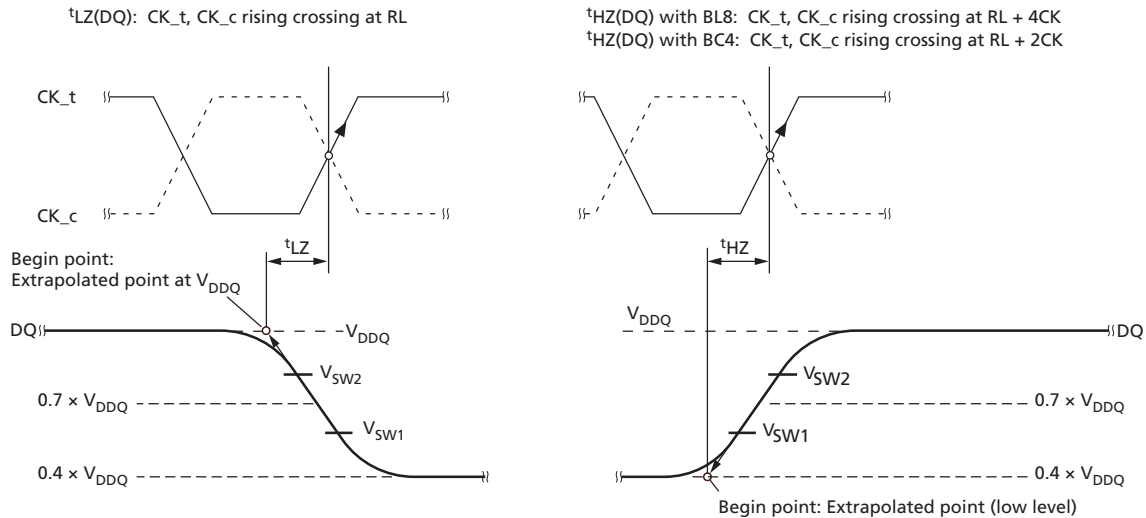 tLZ(DQ): CK_t, CK_c rising crossing at RL
tHZ(DQ) with BL8: CK_t, CK_c rising crossing at RL + 4CK
tHZ(DQ) with BC4: CK_t, CK_c rising crossing at RL + 2CK
CK_t
CK_c
tLZ
Begin point:
Extrapolated point at VDDQ
DQ
VDDQ
VSW2
0.7 × VDDQ
VSW1
0.4 × VDDQ
tHZ
VDDQ
DQ
VSW2
0.7 × VDDQ
VSW1
0.4 × VDDQ
Begin point: Extrapolated point (low level)